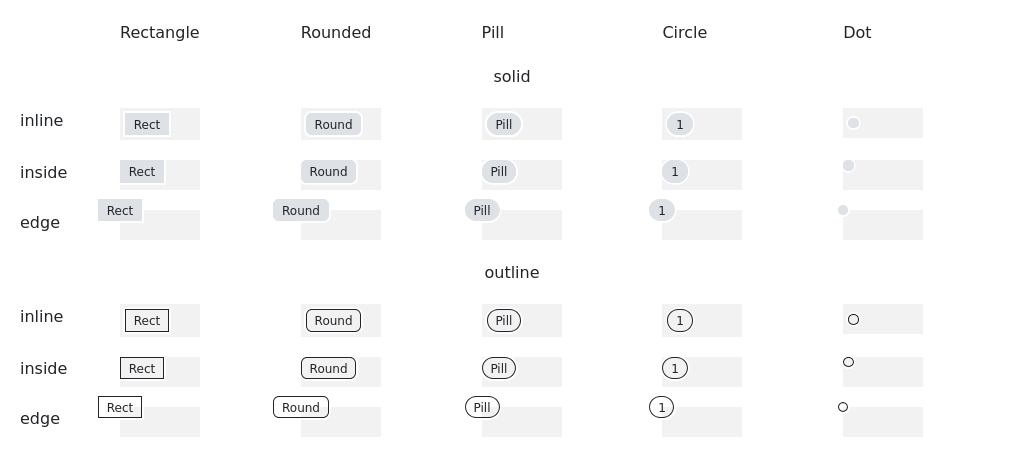 Rectangle Rounded Pill Circle Dot
solid
inline Rect Round Pill 1
inside Rect Round Pill 1
edge Rect Round Pill 1
outline
inline Rect Round Pill 1
inside Rect Round Pill 1
edge Rect Round Pill 1